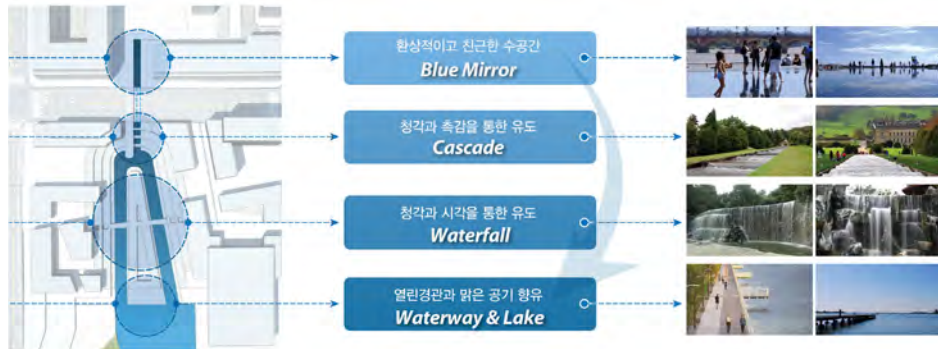 환상적이고 친근한 수공간
Blue Mirror
청각과 촉감을 통한 유도
Cascade
청각과 시각을 통한 유도
Waterfall
열린경관과 맑은 공기 향유
Waterway & Lake